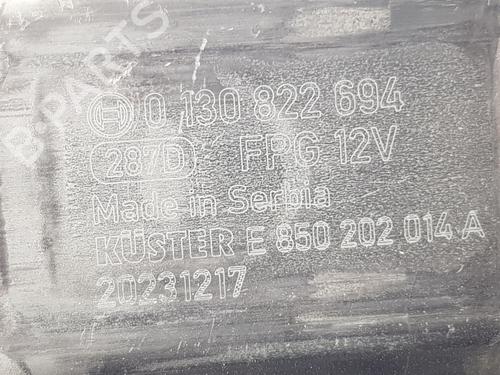 B-PARTS
0 130 822 694
287D FPG 12V
Made in Serbia
KÜSTER E 850 202 014 A
20231217